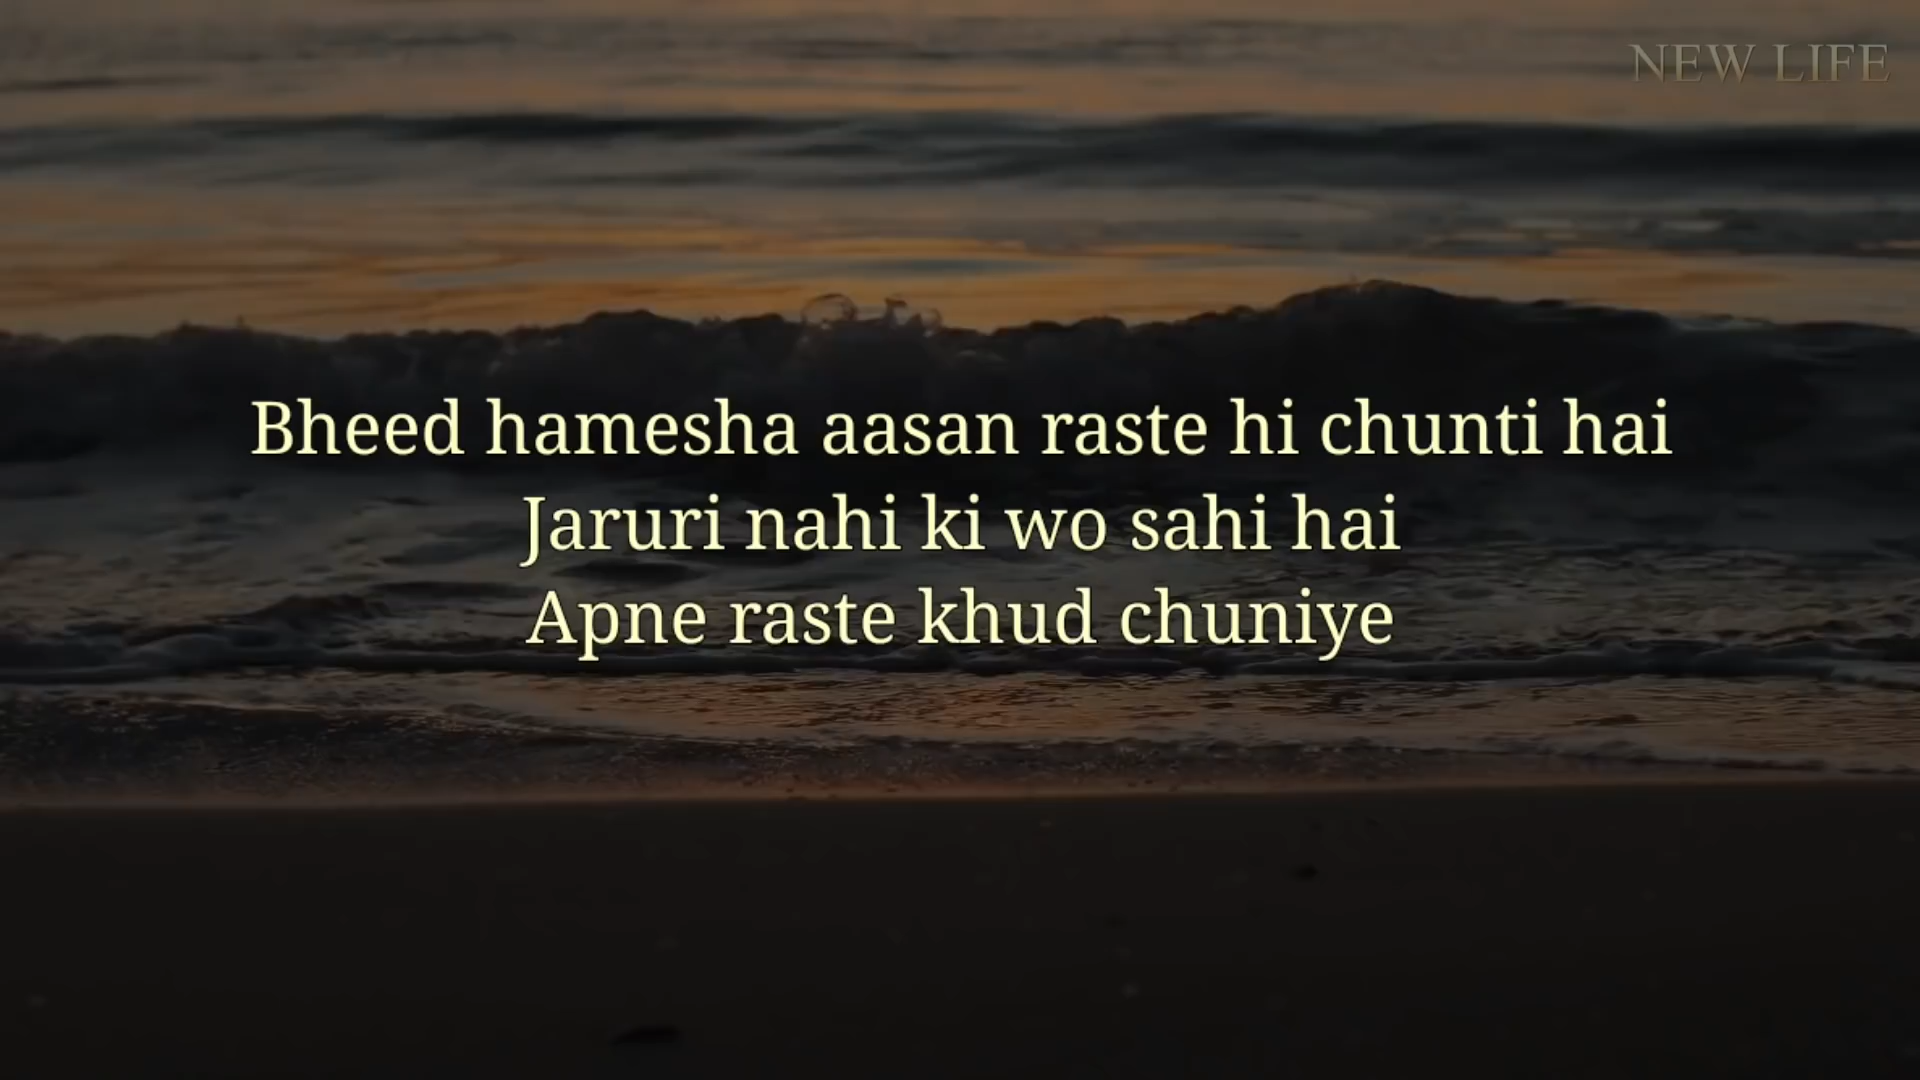 NEW LIFE
Bheed hamesha aasan raste hi chunti hai
Jaruri nahi ki wo sahi hai
Apne raste khud chuniye